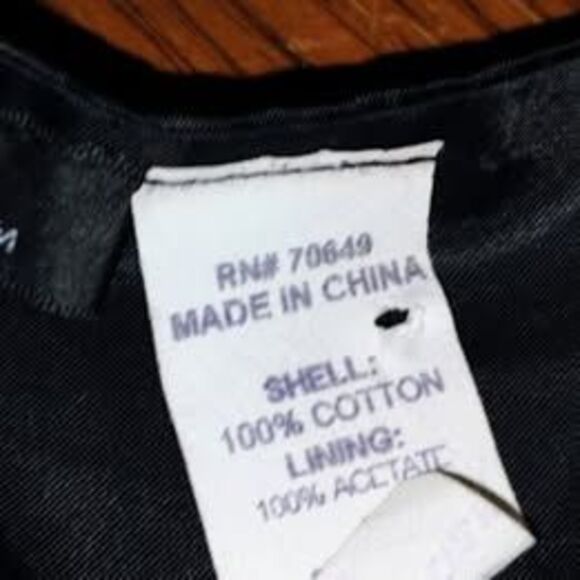 RN# 70649
MADE IN CHINA
SHELL:
100% COTTON
LINING:
100% ACETATE